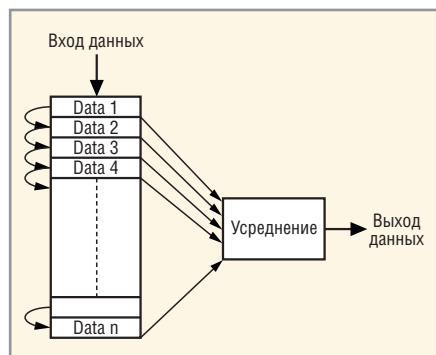 Вход данных
Data 1
Data 2
Data 3
Data 4
Усреднение
Выход
данных
Data n